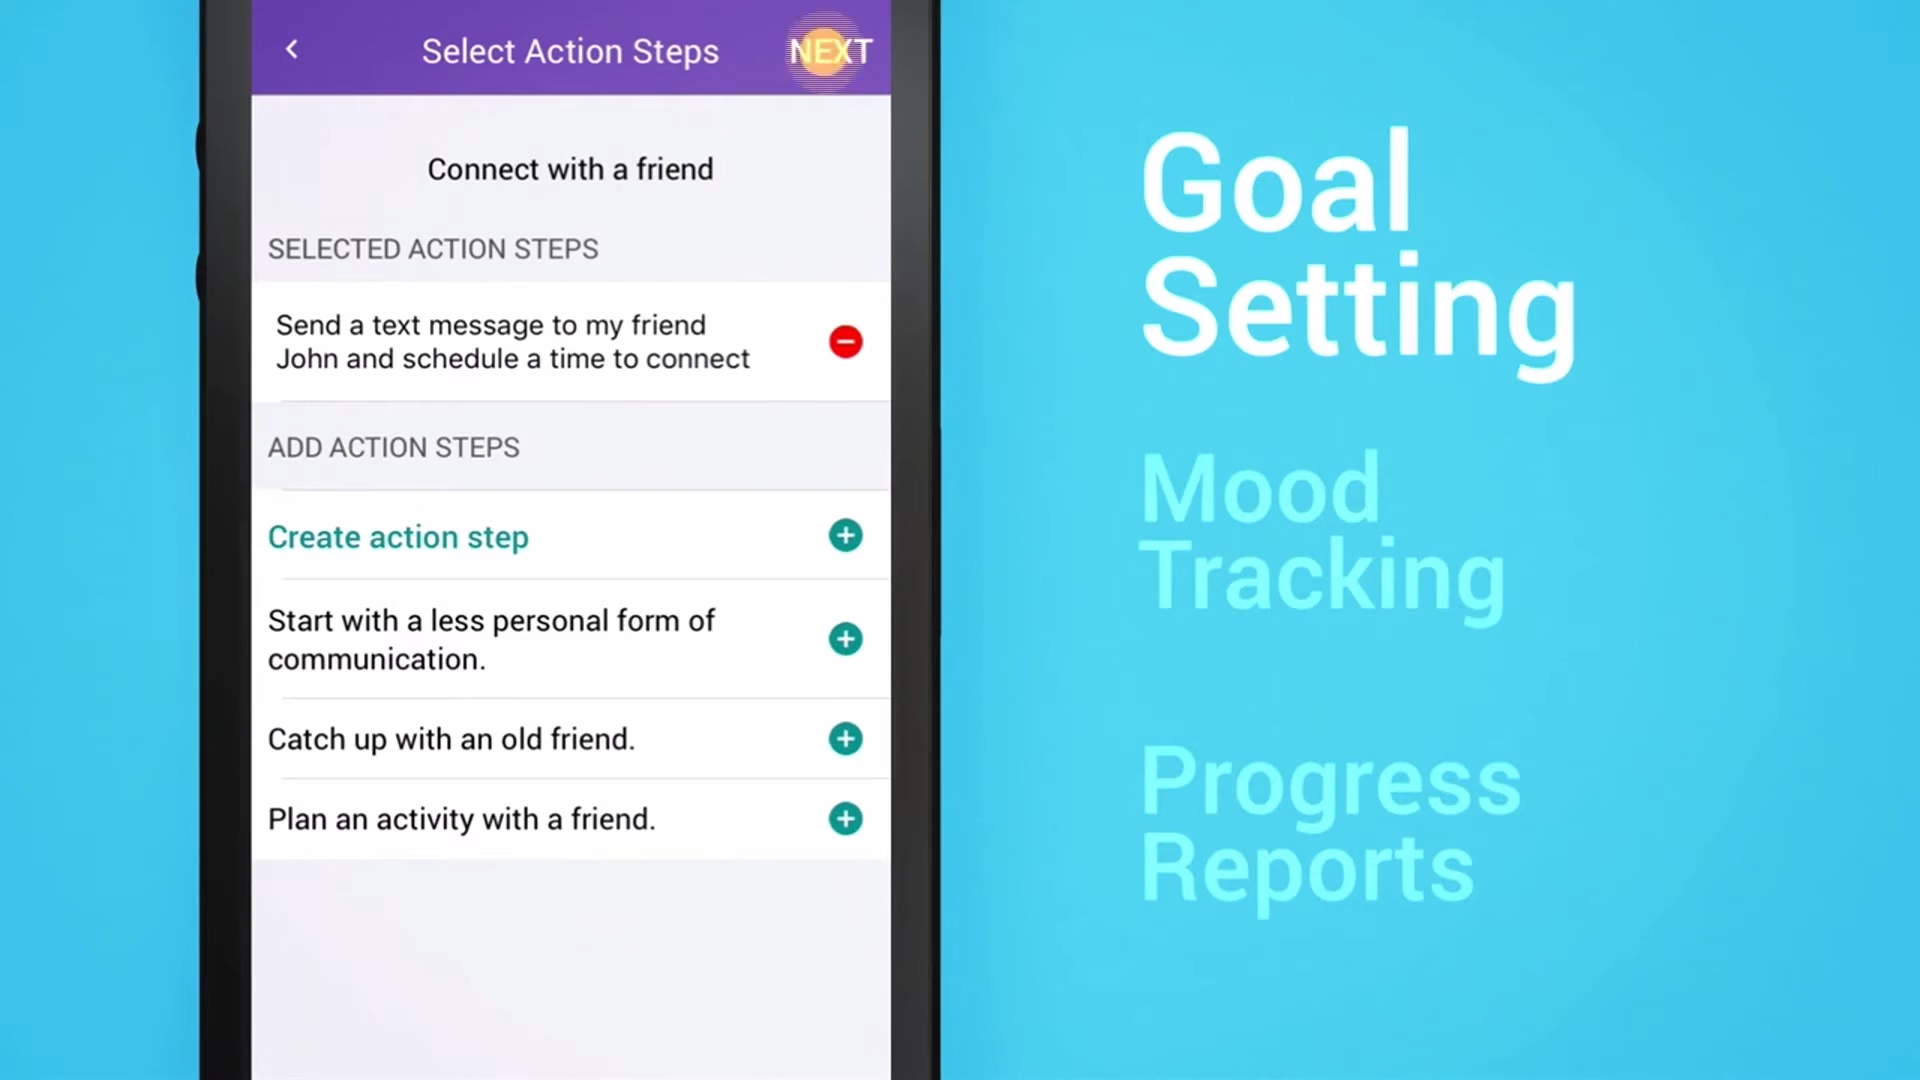 Select Action Steps
NEXT
Connect with a friend
SELECTED ACTION STEPS
Send a text message to my friend
John and schedule a time to connect
ADD ACTION STEPS
Create action step
Start with a less personal form of
communication.
Catch up with an old friend.
Plan an activity with a friend.
Goal
Setting
Mood
Tracking
Progress
Reports